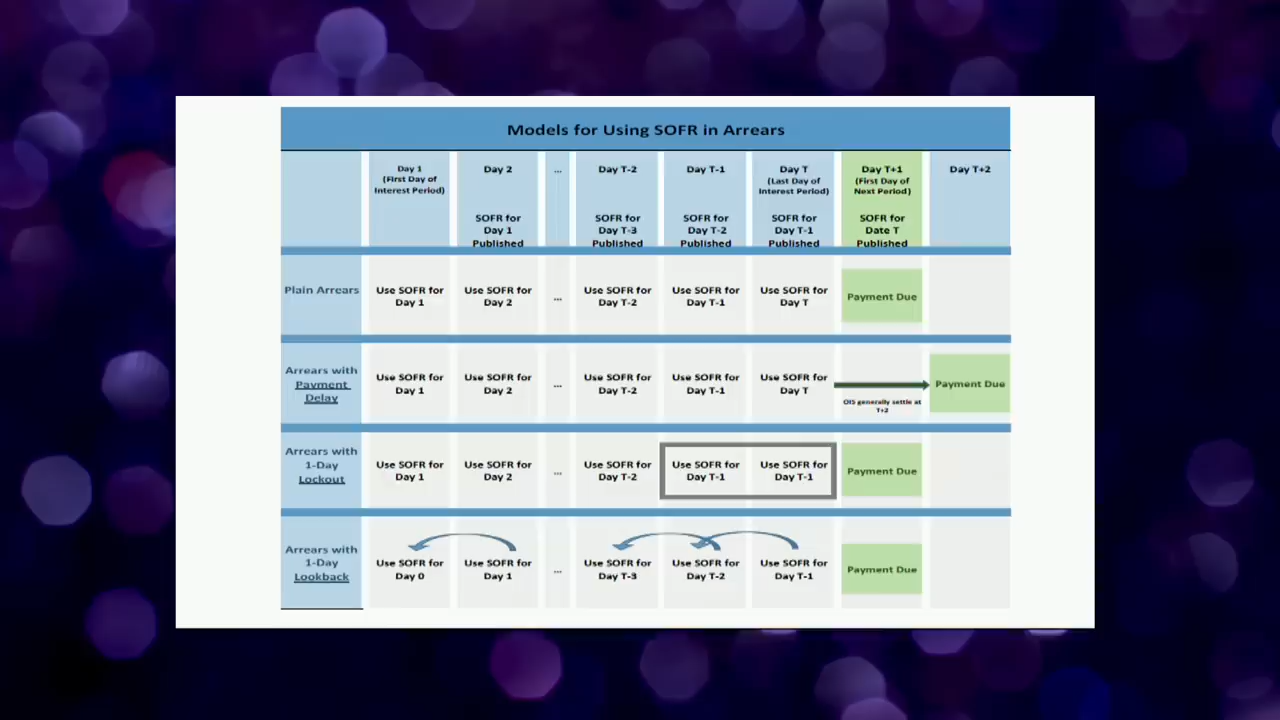 Models for Using SOFR in Arrears
Day 1
(First Day of
Interest Period)
Day 2
SOFR for
Day 1
Published
...
Day T-2
SOFR for
Day T-3
Published
Day T-1
SOFR for
Day T-2
Published
Day T
(Last Day of
Interest Period)
SOFR for
Day T-1
Published
Day T+1
(First Day of
Next Period)
SOFR for
Date T
Published
Day T+2
Plain Arrears
Use SOFR for
Day 1
Use SOFR for
Day 2
...
Use SOFR for
Day T-2
Use SOFR for
Day T-1
Use SOFR for
Day T
Payment Due
Arrears with
Payment
Delay
Use SOFR for
Day 1
Use SOFR for
Day 2
...
Use SOFR for
Day T-2
Use SOFR for
Day T-1
Use SOFR for
Day T
OIS generally settle at
T+2
Payment Due
Arrears with
1-Day
Lockout
Use SOFR for
Day 1
Use SOFR for
Day 2
...
Use SOFR for
Day T-2
Use SOFR for
Day T-1
Use SOFR for
Day T-1
Payment Due
Arrears with
1-Day
Lookback
Use SOFR for
Day 0
Use SOFR for
Day 1
...
Use SOFR for
Day T-3
Use SOFR for
Day T-2
Use SOFR for
Day T-1
Payment Due